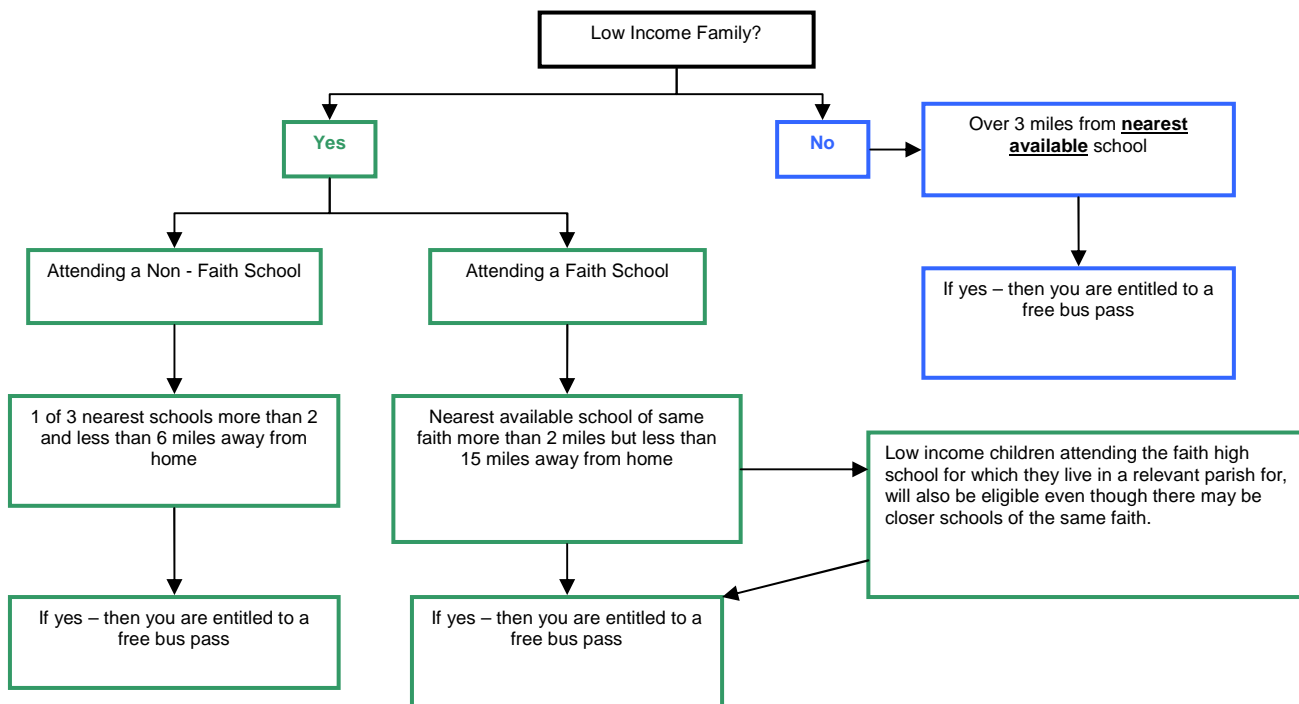 Low Income Family?
Yes
No
Over 3 miles from nearest
available school
Attending a Non - Faith School
Attending a Faith School
If yes – then you are entitled to a
free bus pass
1 of 3 nearest schools more than 2
and less than 6 miles away from
home
Nearest available school of same
faith more than 2 miles but less than
15 miles away from home
Low income children attending the faith high
school for which they live in a relevant parish for,
will also be eligible even though there may be
closer schools of the same faith.
If yes – then you are entitled to a
free bus pass
If yes – then you are entitled to a
free bus pass